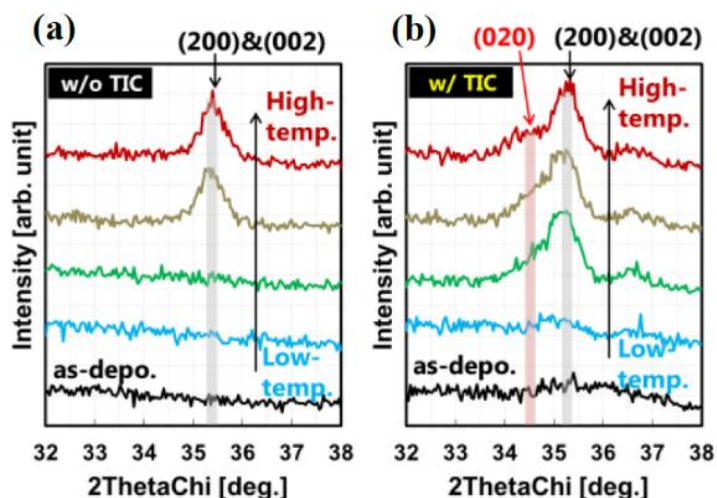 (a)
(200)&(002)
w/o TIC
High-
temp.
as-depo.
Low-
temp.
Intensity [arb. unit]
32 33 34 35 36 37 38
2ThetaChi [deg.]
(b)
(020) (200)&(002)
w/ TIC
High-
temp.
as-depo.
Low-
temp.
Intensity [arb. unit]
32 33 34 35 36 37 38
2ThetaChi [deg.]